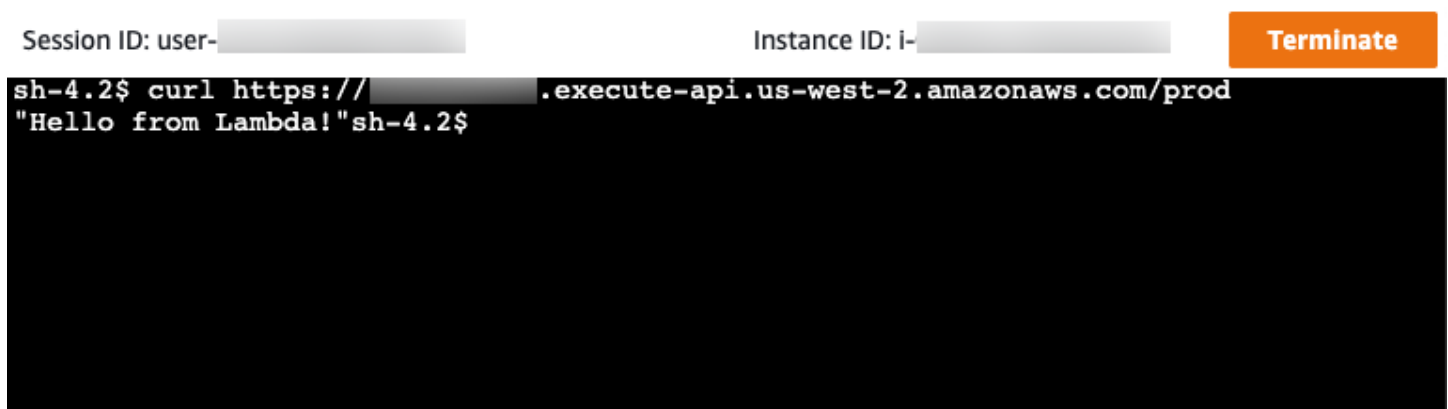 Session ID: user-
Instance ID: i-
Terminate
sh-4.2$ curl https:// .execute-api.us-west-2.amazonaws.com/prod
"Hello from Lambda!"sh-4.2$